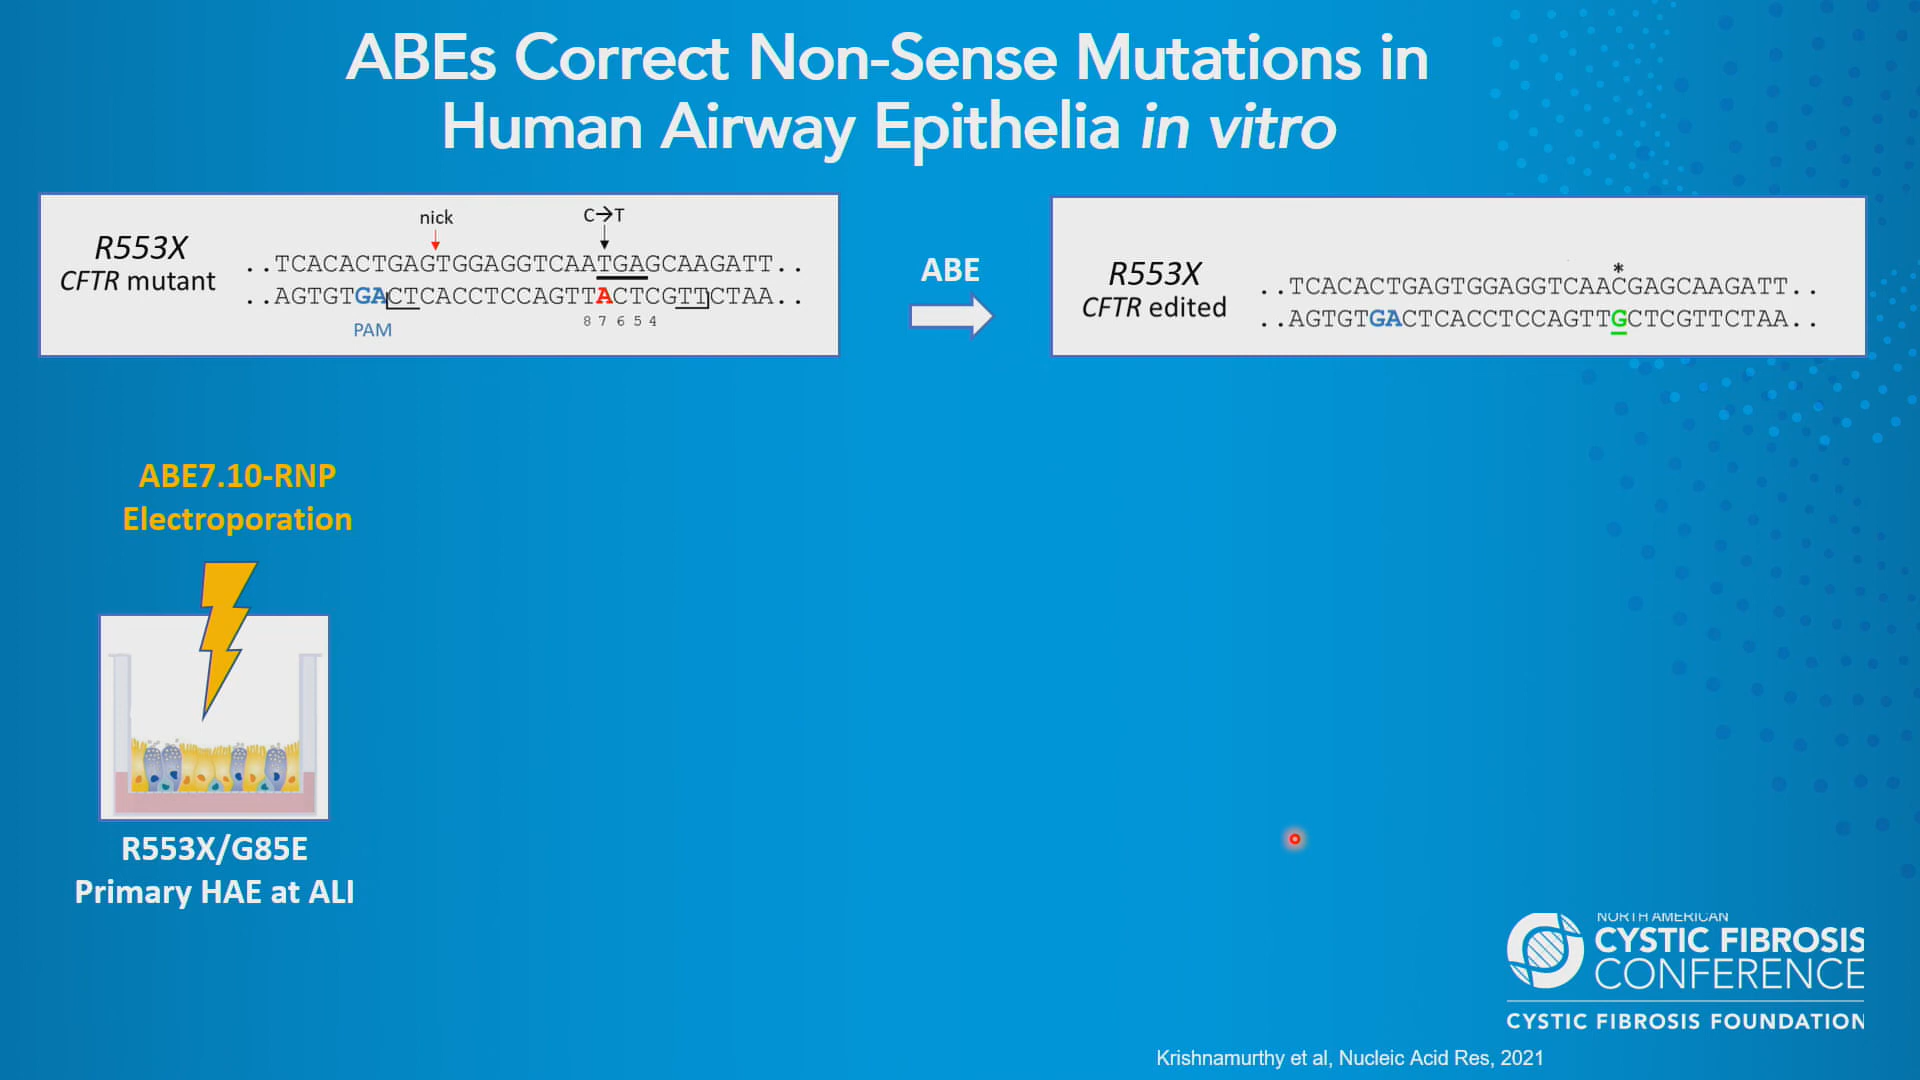 ABEs Correct Non-Sense Mutations in
Human Airway Epithelia in vitro
nick
C→T
R553X
CFTR mutant
..TCACACTGAGTGGAGGTCAATGAGCAAGATT..
..AGTGTGACTCACCTCCAGTTACTCGTTCTAA..
8 7 6 5 4
PAM
ABE
R553X
CFTR edited
*
..TCACACTGAGTGGAGGTCAACGAGCAAGATT..
..AGTGTGACTCACCTCCAGTTGCTCGTTCTAA..
ABE7.10-RNP
Electroporation
R553X/G85E
Primary HAE at ALI
NORTH AMERICAN
CYSTIC FIBROSIS
CONFERENCE
CYSTIC FIBROSIS FOUNDATION
Krishnamurthy et al, Nucleic Acid Res, 2021